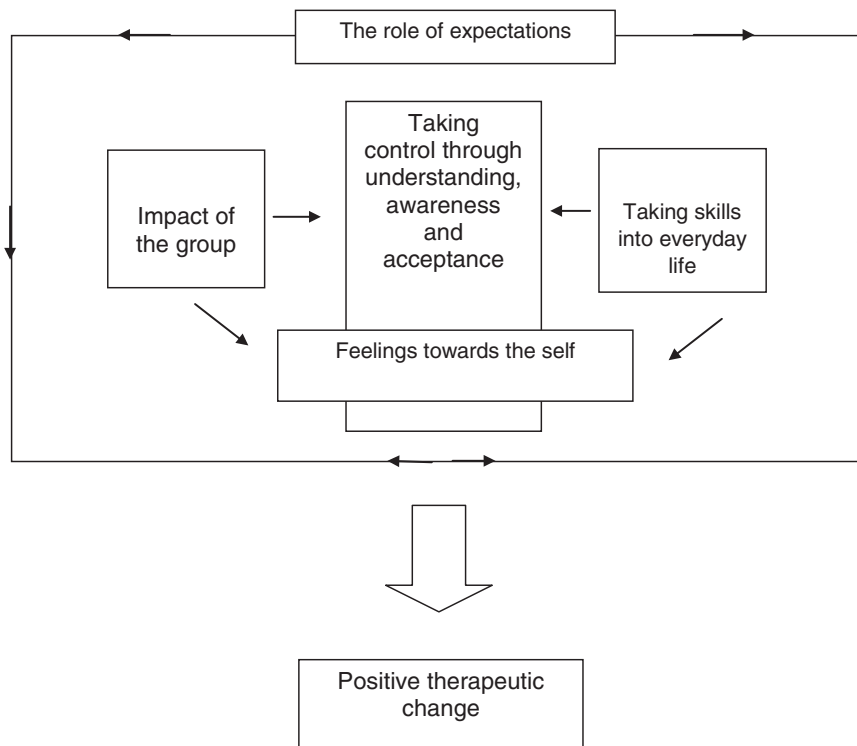 The role of expectations
Taking
control through
understanding,
awareness
and
acceptance
Impact of
the group
Taking skills
into everyday
life
Feelings towards the self
Positive therapeutic
change